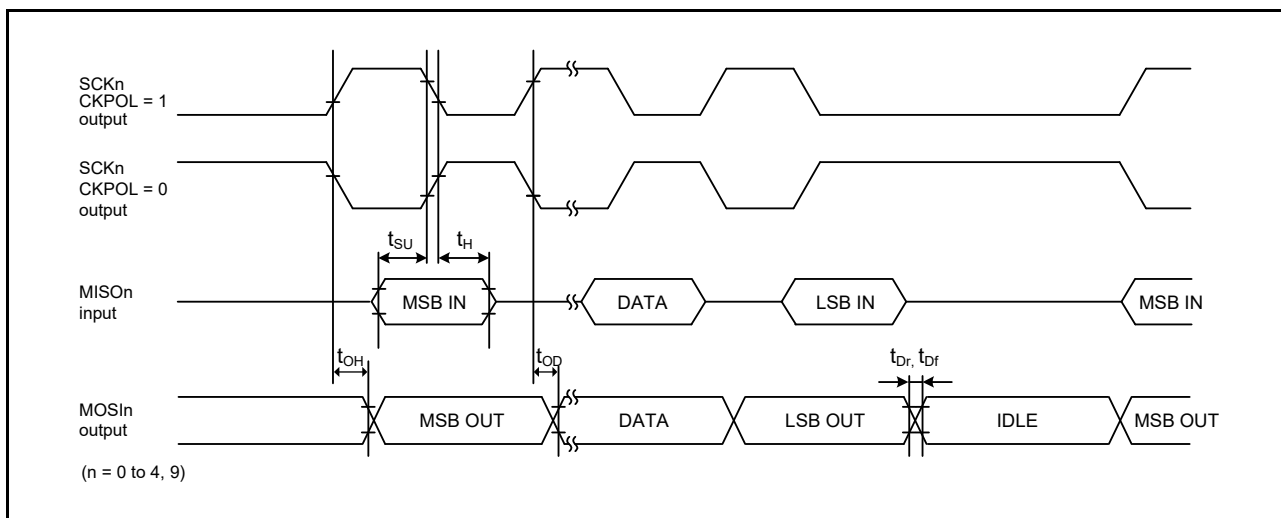 SCKn
CKPOL = 1
output
SCKn
CKPOL = 0
output
tSU
tH
MISOn
input
MSB IN
DATA
LSB IN
MSB IN
tOH
tOD
tDr, tDf
MOSIn
output
MSB OUT
DATA
LSB OUT
IDLE
MSB OUT
(n = 0 to 4, 9)